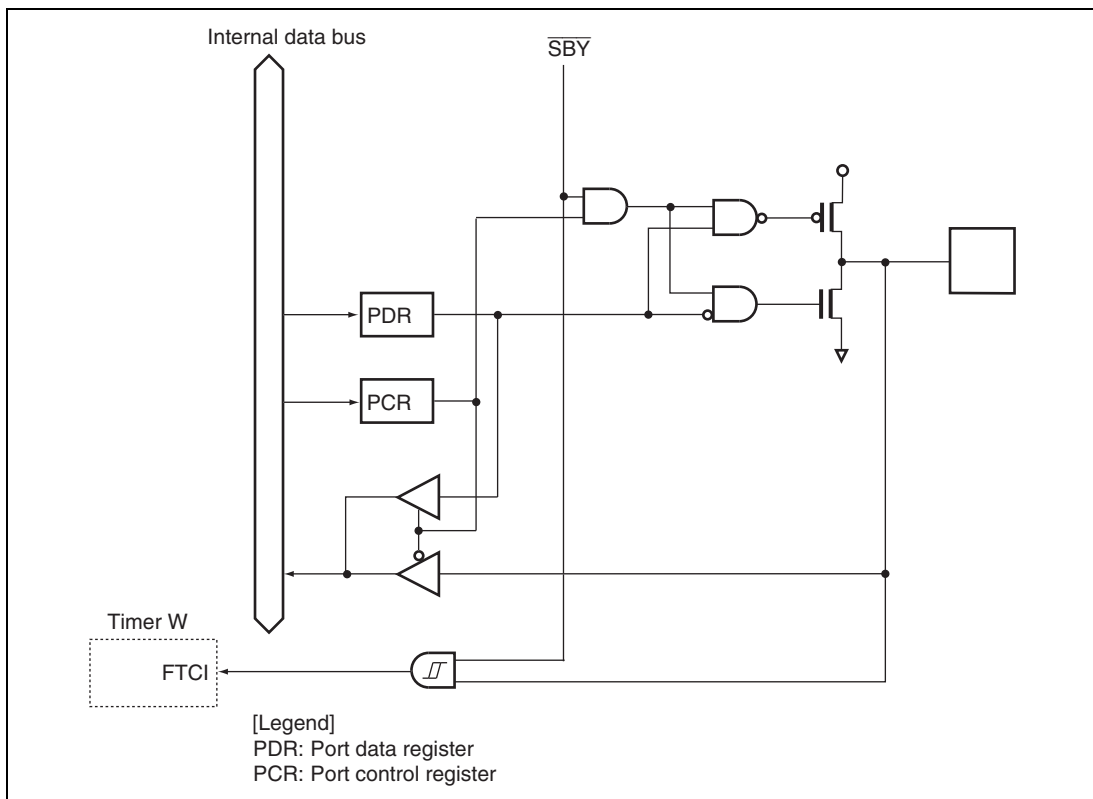 Internal data bus
SBY
PDR
PCR
Timer W
FTCI
[Legend]
PDR: Port data register
PCR: Port control register